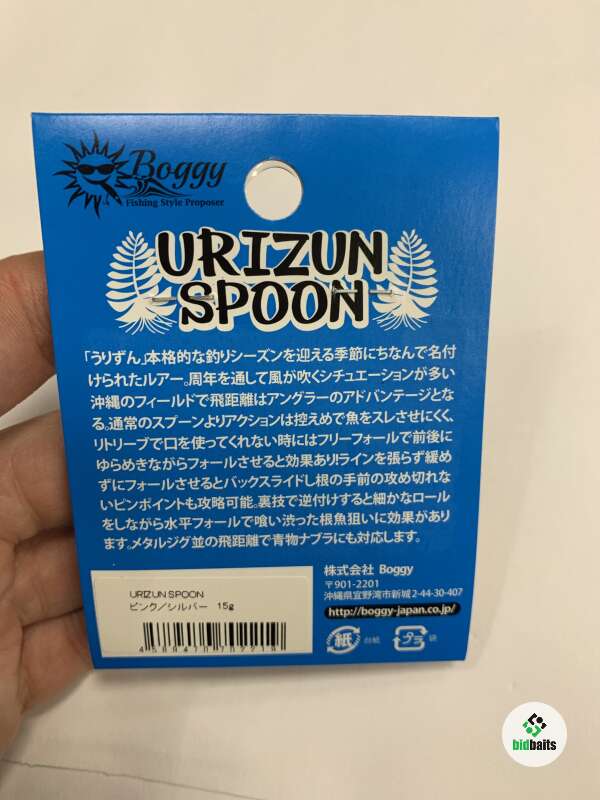 Boggy
Fishing Style Proposer
URIZUN
SPOON
「うりずん」本格的な釣りシーズンを迎える季節にちなんで名付
けられたルアー。周年を通して風が吹くシチュエーションが多い
沖縄のフィールドで飛距離はアングラーのアドバンテージとな
る。通常のスプーンよりアクションは控えめで魚をスレさせにくく、
リトリーブで口を使ってくれない時にはフリーフォールで前後に
ゆらめきながらフォールさせると効果あり!ラインを張らず緩め
ずにフォールさせるとバックスライドし根の手前の攻め切れな
いピンポイントも攻略可能。裏技で逆付けすると細かなロール
をしながら水平フォールで喰い渋った根魚狙いに効果があり
ます。メタルジグ並の飛距離で青物ナブラにも対応します。
株式会社 Boggy
〒901-2201
沖縄県宜野湾市新城2-44-30-407
http://boggy-japan.co.jp/
紙 台紙 プラ 袋
URIZUN SPOON
ピンク/シルバー 15g
bidbaits